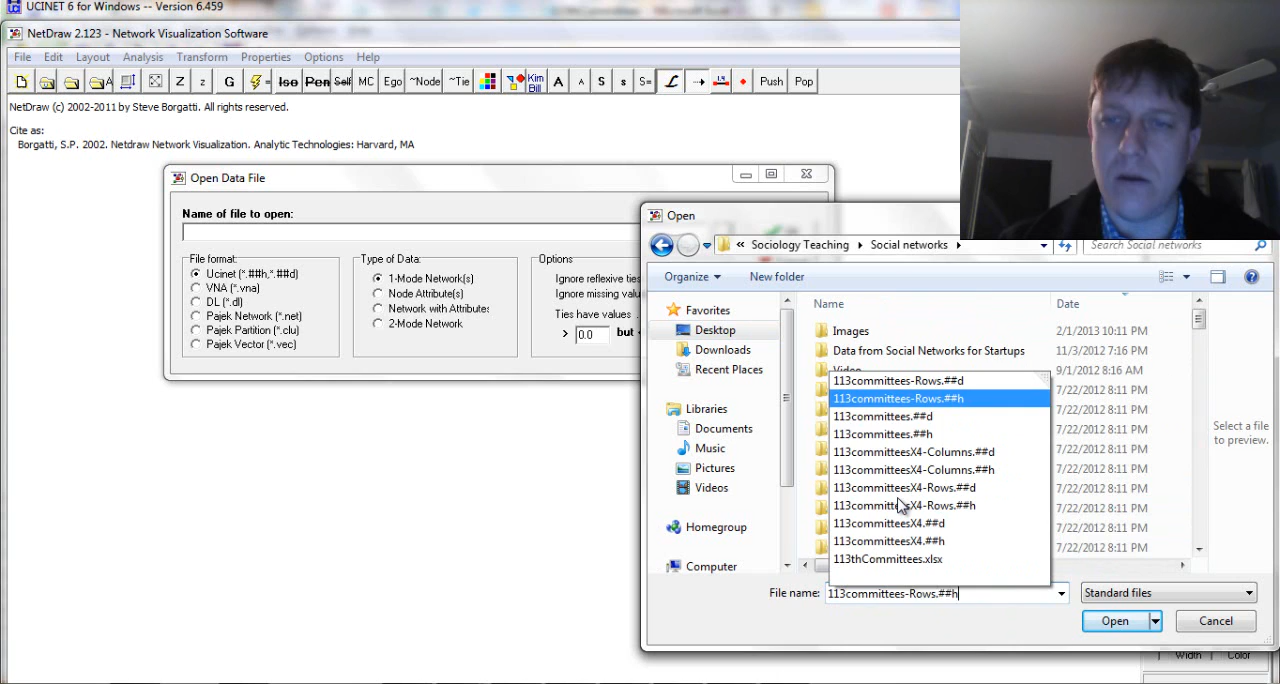 UCINET 6 for Windows -- Version 6.459
NetDraw 2.123 - Network Visualization Software
File Edit Layout Analysis Transform Properties Options Help
A Z z G Iso Pen Self MC Ego ~Node ~Tie Kim Bill A A S s S= L Push Pop
NetDraw (c) 2002-2011 by Steve Borgatti. All rights reserved.
Cite as:
Borgatti, S.P. 2002. Netdraw Network Visualization. Analytic Technologies: Harvard, MA
Open Data File
Name of file to open:
File format:
Ucinet (*.##h,*.##d)
VNA (*.vna)
DL (*.dl)
Pajek Network (*.net)
Pajek Partition (*.clu)
Pajek Vector (*.vec)
Type of Data:
1-Mode Network(s)
Node Attribute(s)
Network with Attributes
2-Mode Network
Options
Ignore reflexive ties
Ignore missing valu
Ties have values .
> 0.0 but
Open
« Sociology Teaching Social networks Search Social networks
Organize New folder
Favorites
Desktop
Downloads
Recent Places
Libraries
Documents
Music
Pictures
Videos
Homegroup
Computer
Name Date
Images 2/1/2013 10:11 PM
Data from Social Networks for Startups 11/3/2012 7:16 PM
Video 9/1/2012 8:16 AM
7/22/2012 8:11 PM
7/22/2012 8:11 PM
7/22/2012 8:11 PM
7/22/2012 8:11 PM
7/22/2012 8:11 PM
7/22/2012 8:11 PM
7/22/2012 8:11 PM
7/22/2012 8:11 PM
7/22/2012 8:11 PM
113committees-Rows.##d
113committees-Rows.##h
113committees.##d
113committees.##h
113committeesX4-Columns.##d
113committeesX4-Columns.##h
113committeesX4-Rows.##d
113committeesX4-Rows.##h
113committeesX4.##d
113committeesX4.##h
113thCommittees.xlsx
Select a file
to preview.
File name: 113committees-Rows.##h Standard files
Open Cancel
Width Color